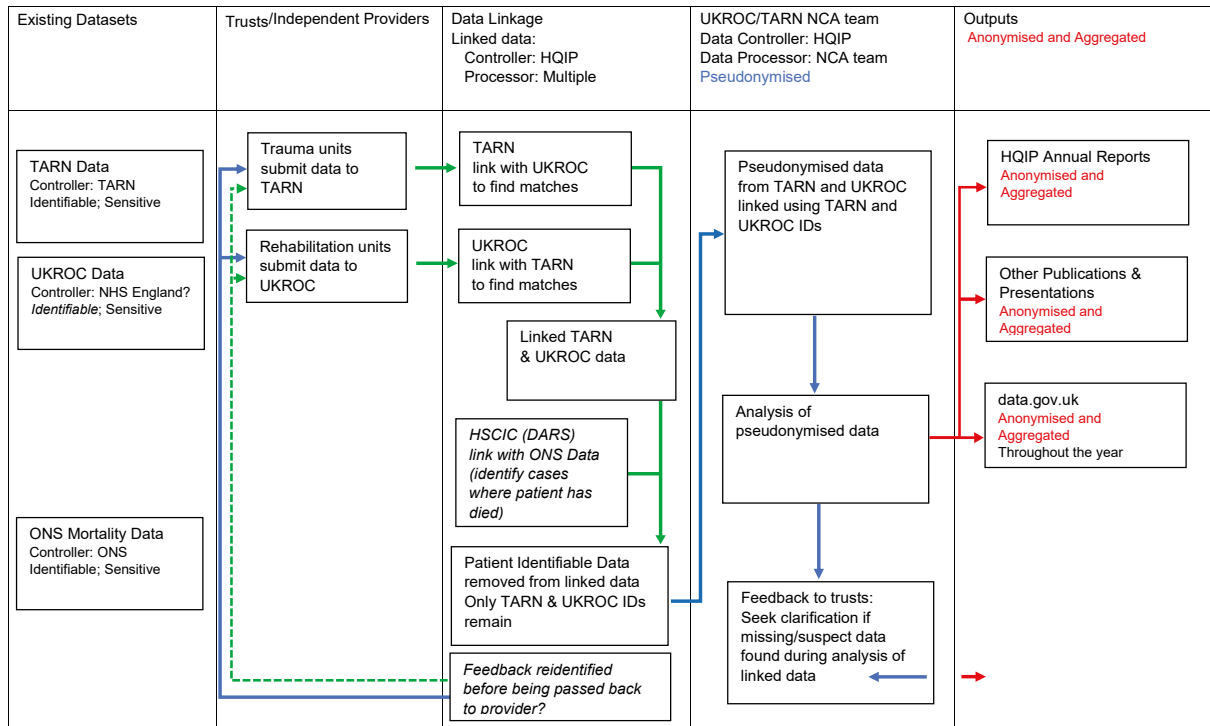 Existing Datasets
Trusts/Independent Providers
Data Linkage
Linked data:
Controller: HQIP
Processor: Multiple
UKROC/TARN NCA team
Data Controller: HQIP
Data Processor: NCA team
Pseudonymised
Outputs
Anonymised and Aggregated
TARN Data
Controller: TARN
Identifiable; Sensitive
UKROC Data
Controller: NHS England?
Identifiable; Sensitive
ONS Mortality Data
Controller: ONS
Identifiable; Sensitive
Trauma units
submit data to
TARN
Rehabilitation units
submit data to
UKROC
TARN
link with UKROC
to find matches
UKROC
link with TARN
to find matches
Linked TARN
& UKROC data
HSCIC (DARS)
link with ONS Data
(identify cases
where patient has
died)
Patient Identifiable Data
removed from linked data
Only TARN & UKROC IDs
remain
Feedback reidentified
before being passed back
to provider?
Pseudonymised data
from TARN and UKROC
linked using TARN and
UKROC IDs
Analysis of
pseudonymised data
Feedback to trusts:
Seek clarification if
missing/suspect data
found during analysis of
linked data
HQIP Annual Reports
Anonymised and
Aggregated
Other Publications &
Presentations
Anonymised and
Aggregated
data.gov.uk
Anonymised and
Aggregated
Throughout the year